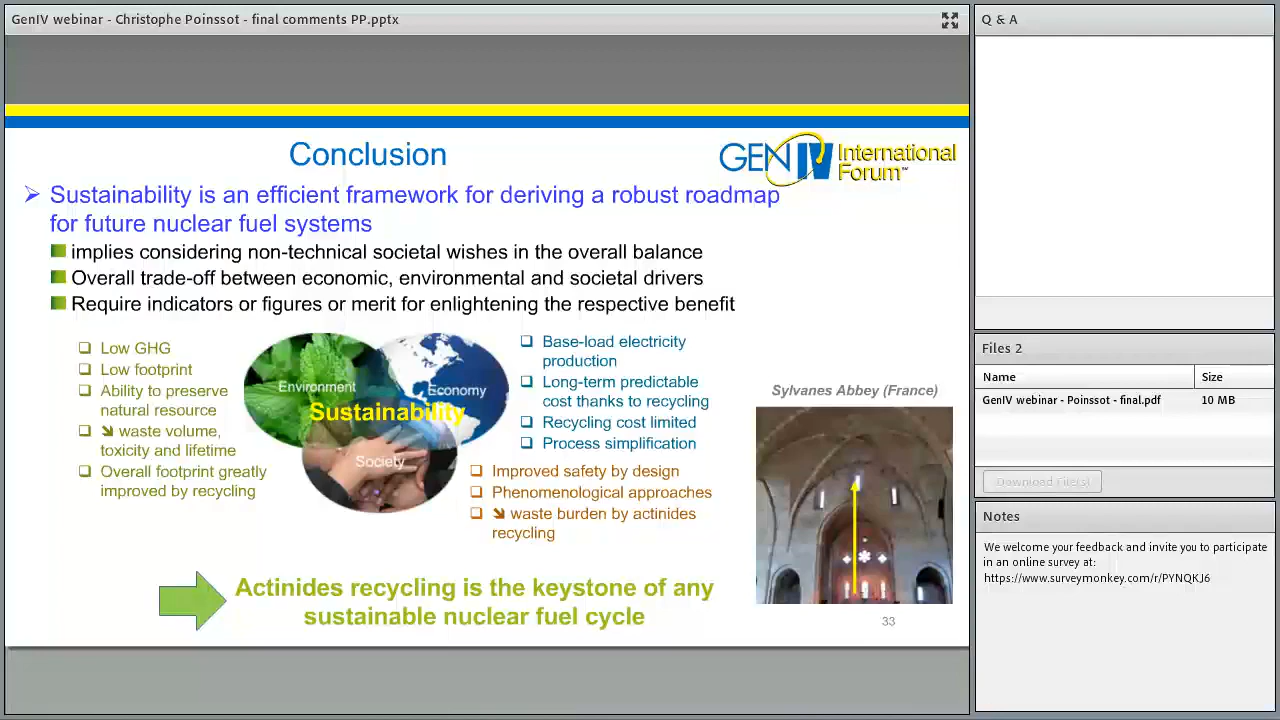 GenIV webinar - Christophe Poinssot - final comments PP.pptx
Conclusion
GEN IV International
Forum™
Sustainability is an efficient framework for deriving a robust roadmap
for future nuclear fuel systems
implies considering non-technical societal wishes in the overall balance
Overall trade-off between economic, environmental and societal drivers
Require indicators or figures or merit for enlightening the respective benefit
Low GHG
Low footprint
Ability to preserve
natural resource
↘ waste volume,
toxicity and lifetime
Overall footprint greatly
improved by recycling
Environment
Economy
Sustainability
Society
Base-load electricity
production
Long-term predictable
cost thanks to recycling
Recycling cost limited
Process simplification
Improved safety by design
Phenomenological approaches
↘ waste burden by actinides
recycling
Sylvanes Abbey (France)
Actinides recycling is the keystone of any
sustainable nuclear fuel cycle
33
Q & A
Files 2
Name Size
GenIV webinar - Poinssot - final.pdf 10 MB
Download File(s)
Notes
We welcome your feedback and invite you to participate
in an online survey at:
https://www.surveymonkey.com/r/PYNQKJ6